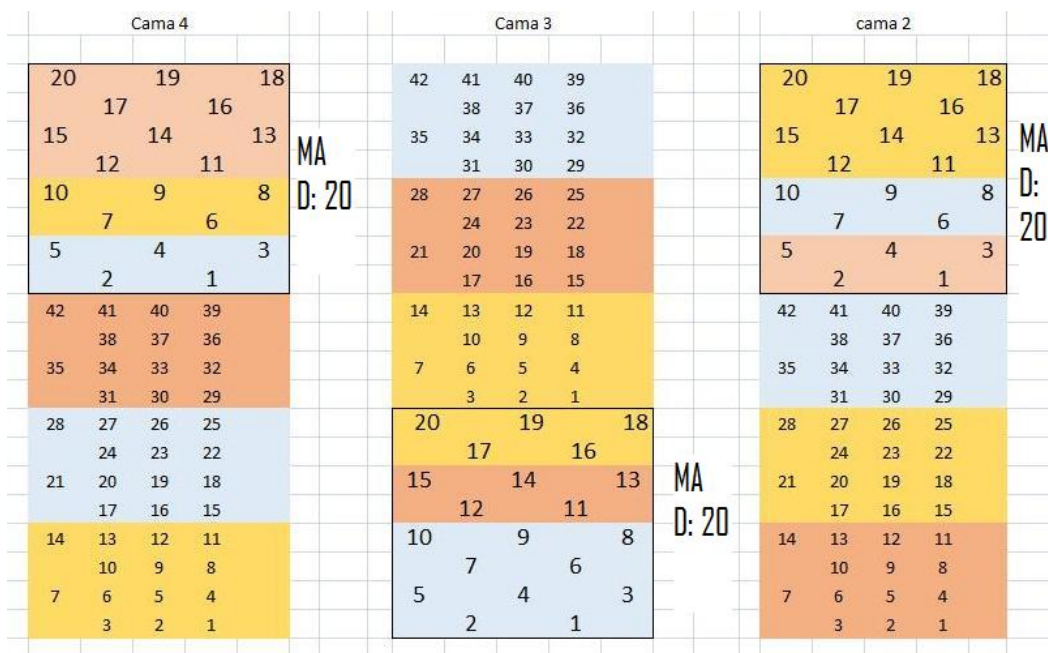 Cama 4 Cama 3 cama 2
20 19 18 42 41 40 39 20 19 18
17 16 38 37 36 17 16
15 14 13 35 34 33 32 15 14 13
12 11 MA 31 30 29 12 11 MA
10 9 8 D: 20 28 27 26 25 10 9 8 D:
7 6 24 23 22 7 6 20
5 4 3 21 20 19 18 5 4 3
2 1 17 16 15 2 1
42 41 40 39 14 13 12 11 42 41 40 39
38 37 36 10 9 8 38 37 36
35 34 33 32 7 6 5 4 35 34 33 32
31 30 29 3 2 1 31 30 29
28 27 26 25 20 19 18 28 27 26 25
24 23 22 17 16 24 23 22
21 20 19 18 15 14 13 MA 21 20 19 18
17 16 15 12 11 D: 20 17 16 15
14 13 12 11 10 9 8 14 13 12 11
10 9 8 7 6 10 9 8
7 6 5 4 5 4 3 7 6 5 4
3 2 1 2 1 3 2 1